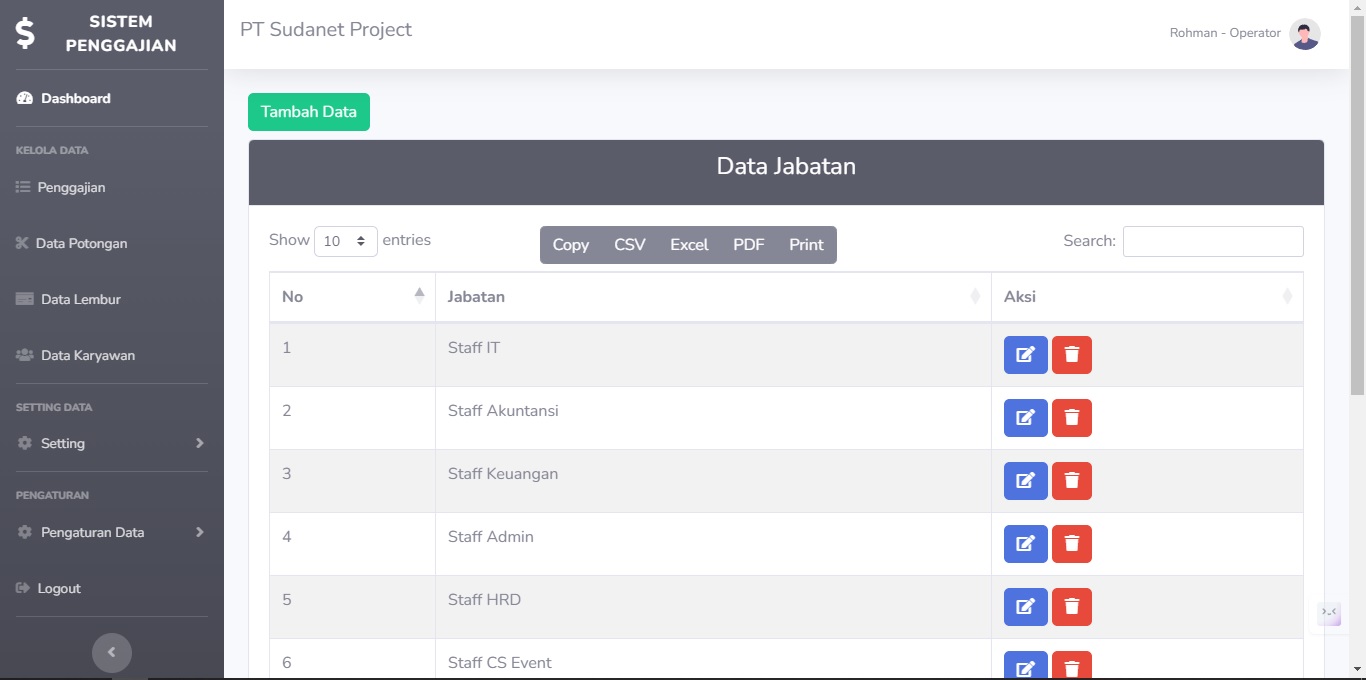 SISTEM
PENGGAJIAN
Dashboard
KELOLA DATA
Penggajian
Data Potongan
Data Lembur
Data Karyawan
SETTING DATA
Setting
PENGATURAN
Pengaturan Data
Logout
PT Sudanet Project
Rohman - Operator
Tambah Data
Data Jabatan
Show 10 entries
Copy CSV Excel PDF Print
Search:
No Jabatan Aksi
1 Staff IT
2 Staff Akuntansi
3 Staff Keuangan
4 Staff Admin
5 Staff HRD
6 Staff CS Event